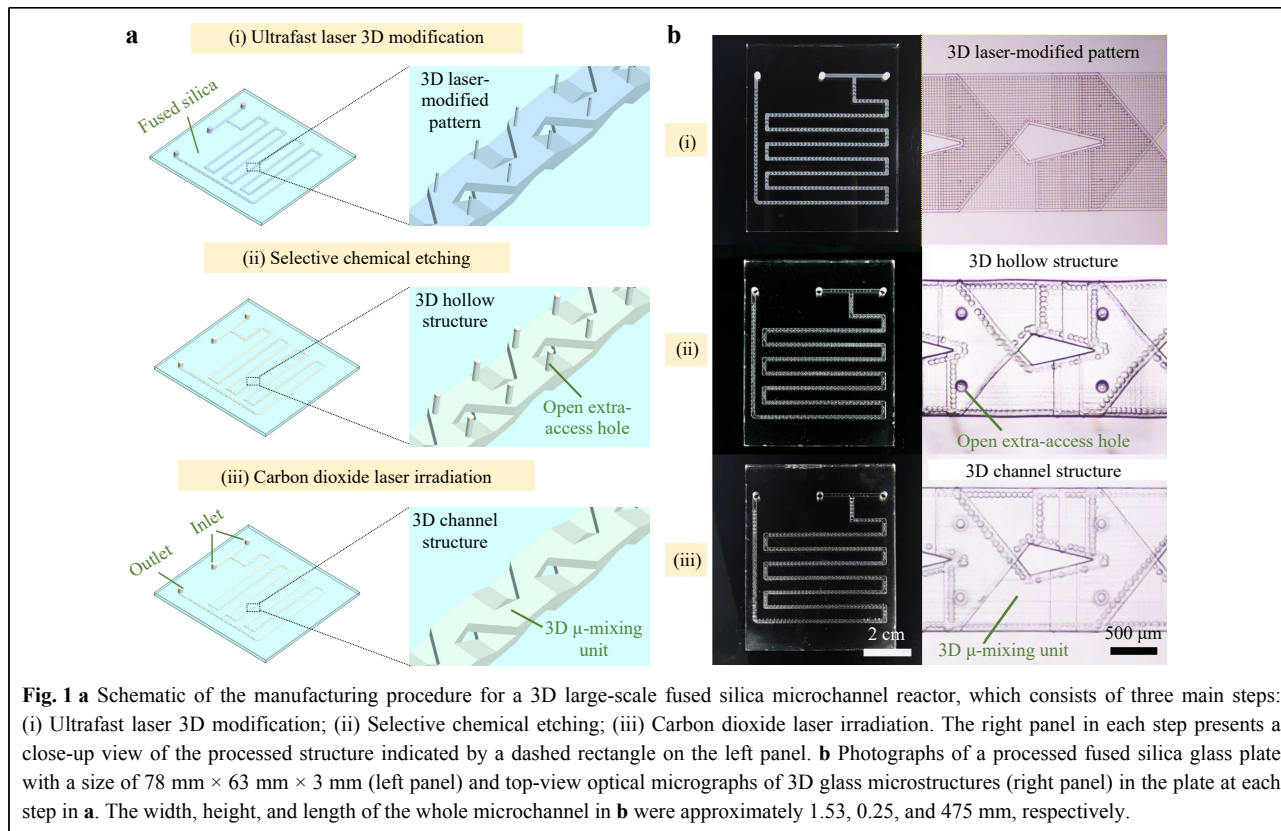 a
(i) Ultrafast laser 3D modification
Fused silica
3D laser-
modified
pattern
(ii) Selective chemical etching
3D hollow
structure
Open extra-
access hole
(iii) Carbon dioxide laser irradiation
Inlet
Outlet
3D channel
structure
3D μ-mixing
unit
b
3D laser-modified pattern
(i)
3D hollow structure
(ii)
Open extra-access hole
3D channel structure
(iii)
2 cm
500 μm
3D μ-mixing unit
Fig. 1 a Schematic of the manufacturing procedure for a 3D large-scale fused silica microchannel reactor, which consists of three main steps:
(i) Ultrafast laser 3D modification; (ii) Selective chemical etching; (iii) Carbon dioxide laser irradiation. The right panel in each step presents a
close-up view of the processed structure indicated by a dashed rectangle on the left panel. b Photographs of a processed fused silica glass plate
with a size of 78 mm × 63 mm × 3 mm (left panel) and top-view optical micrographs of 3D glass microstructures (right panel) in the plate at each
step in a. The width, height, and length of the whole microchannel in b were approximately 1.53, 0.25, and 475 mm, respectively.